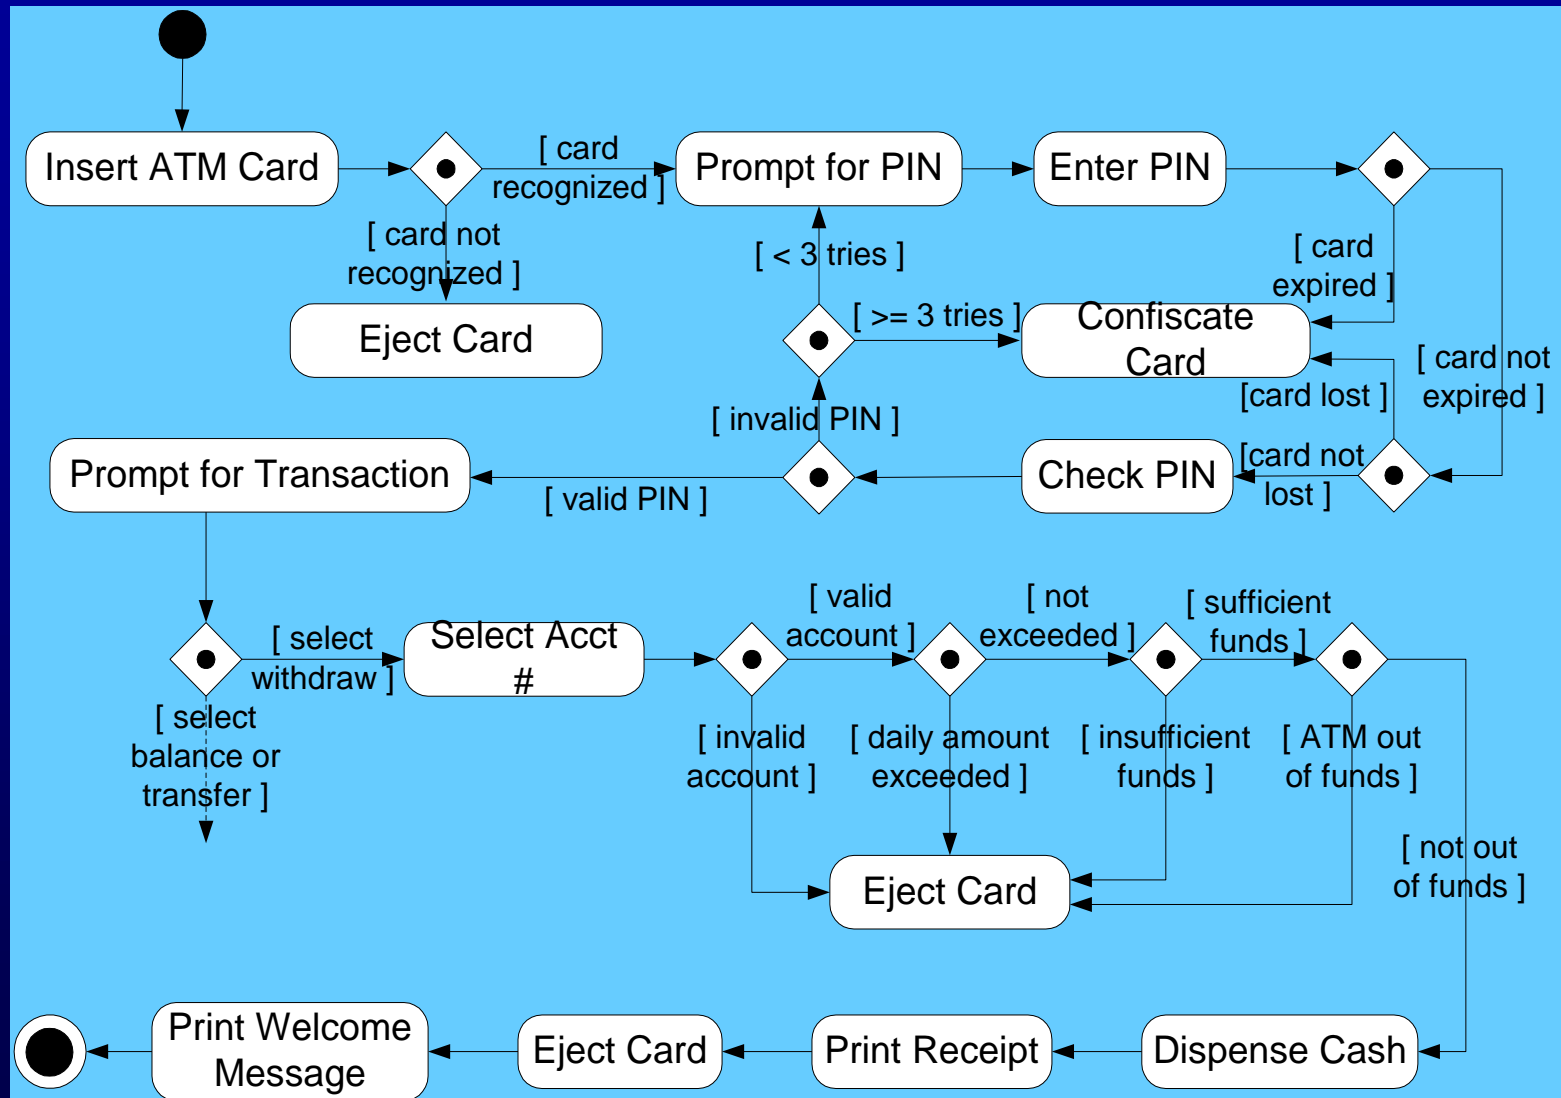 Insert ATM Card
[ card
recognized ]
Prompt for PIN
Enter PIN
[ card not
recognized ]
[ < 3 tries ]
[ card
expired ]
Eject Card
[ >= 3 tries ]
Confiscate
Card
[ card not
expired ]
[card lost ]
[ invalid PIN ]
Prompt for Transaction
[ valid PIN ]
Check PIN
[card not
lost ]
[ select
withdraw ]
Select Acct
#
[ valid
account ]
[ not
exceeded ]
[ sufficient
funds ]
[ select
balance or
transfer ]
[ invalid
account ]
[ daily amount
exceeded ]
[ insufficient
funds ]
[ ATM out
of funds ]
[ not out
of funds ]
Eject Card
Print Welcome
Message
Eject Card
Print Receipt
Dispense Cash